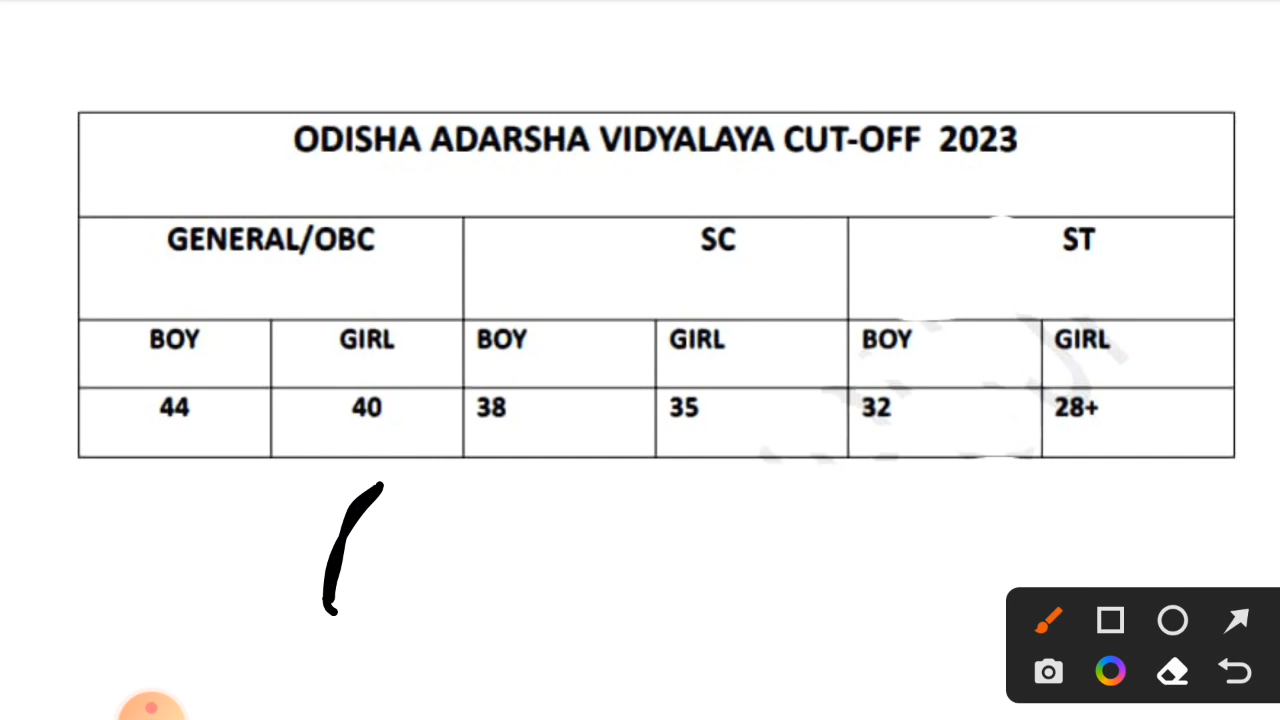 ODISHA ADARSHA VIDYALAYA CUT-OFF 2023
GENERAL/OBC SC ST
BOY GIRL BOY GIRL BOY GIRL
44 40 38 35 32 28+